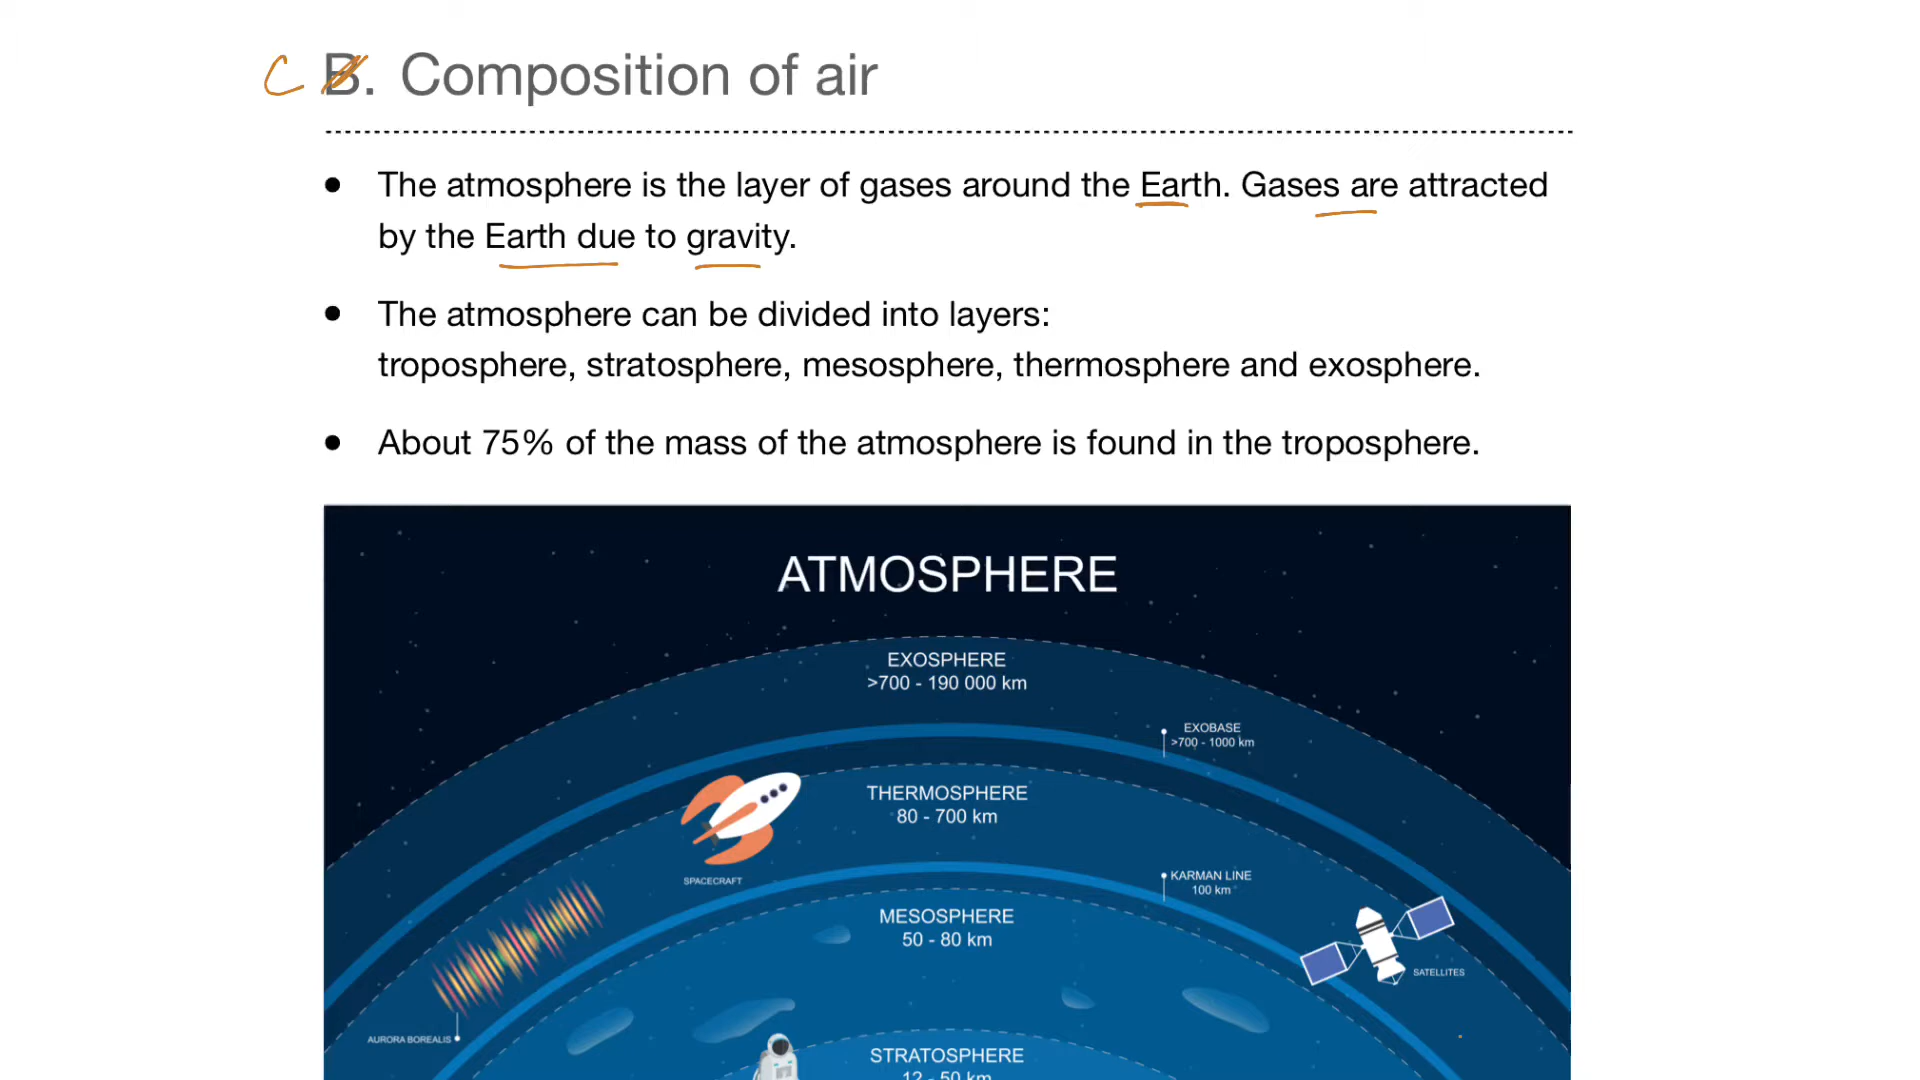 C B. Composition of air
● The atmosphere is the layer of gases around the Earth. Gases are attracted
by the Earth due to gravity.
● The atmosphere can be divided into layers:
troposphere, stratosphere, mesosphere, thermosphere and exosphere.
● About 75% of the mass of the atmosphere is found in the troposphere.
ATMOSPHERE
EXOSPHERE
>700 - 190 000 km
EXOBASE
>700 - 1000 km
THERMOSPHERE
80 - 700 km
SPACECRAFT
KARMAN LINE
100 km
MESOSPHERE
50 - 80 km
SATELLITES
AURORA BOREALIS
STRATOSPHERE
12 - 50 km